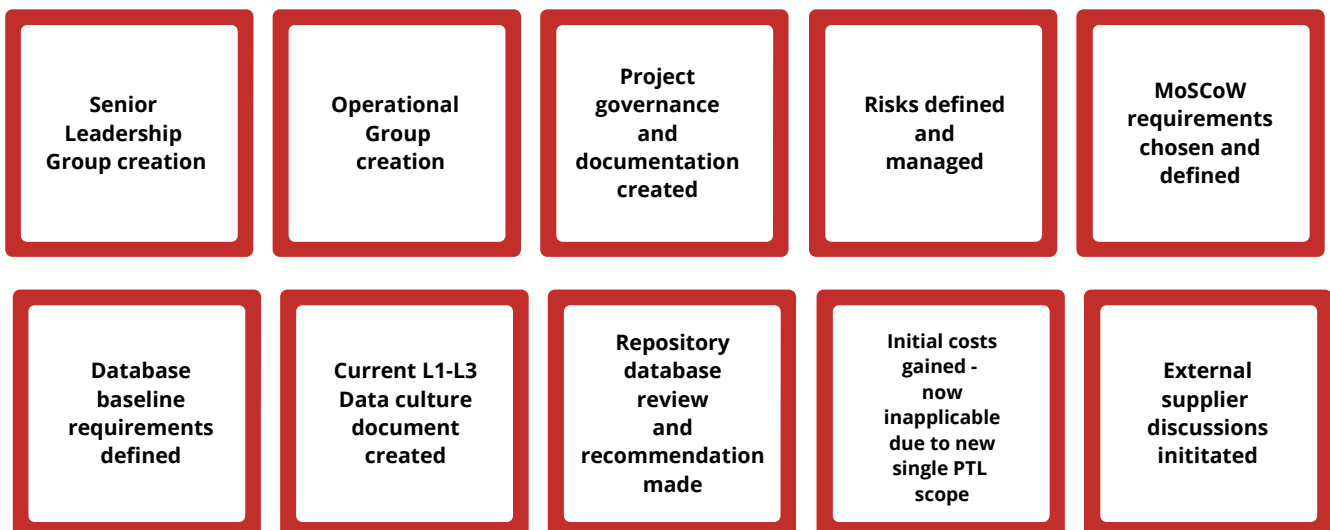 Senior
Leadership
Group creation
Operational
Group
creation
Project
governance
and
documentation
created
Risks defined
and
managed
MoSCoW
requirements
chosen and
defined
Database
baseline
requirements
defined
Current L1-L3
Data culture
document
created
Repository
database
review
and
recommendation
made
Initial costs
gained -
now
inapplicable
due to new
single PTL
scope
External
supplier
discussions
inititated